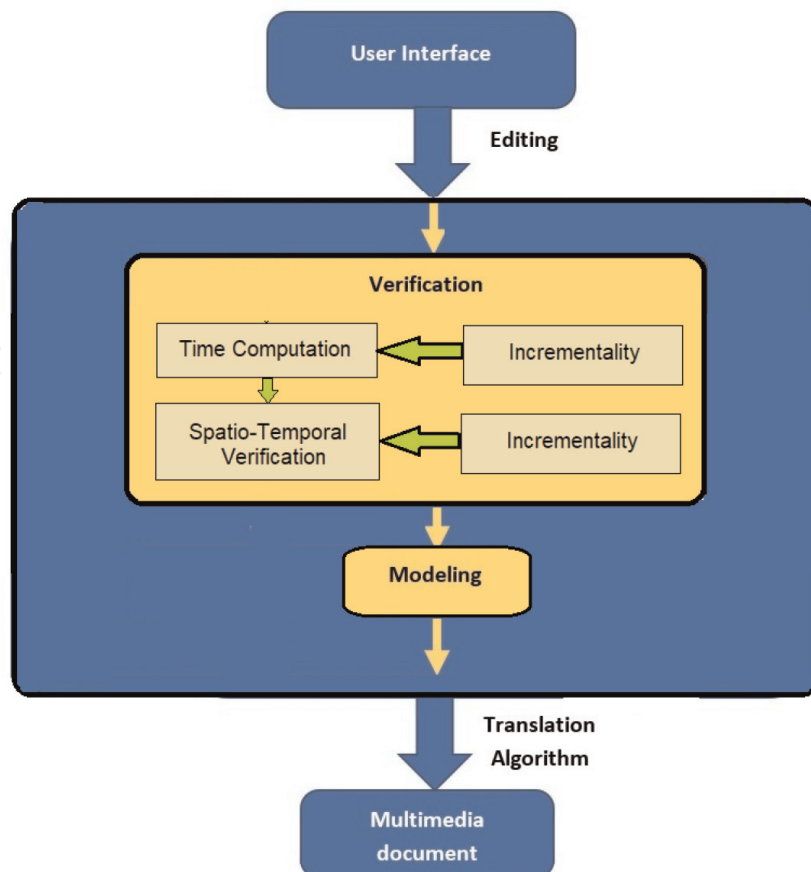 User Interface
Editing
Verification
Time Computation
Incrementality
Spatio-Temporal
Verification
Incrementality
Modeling
Translation
Algorithm
Multimedia
document